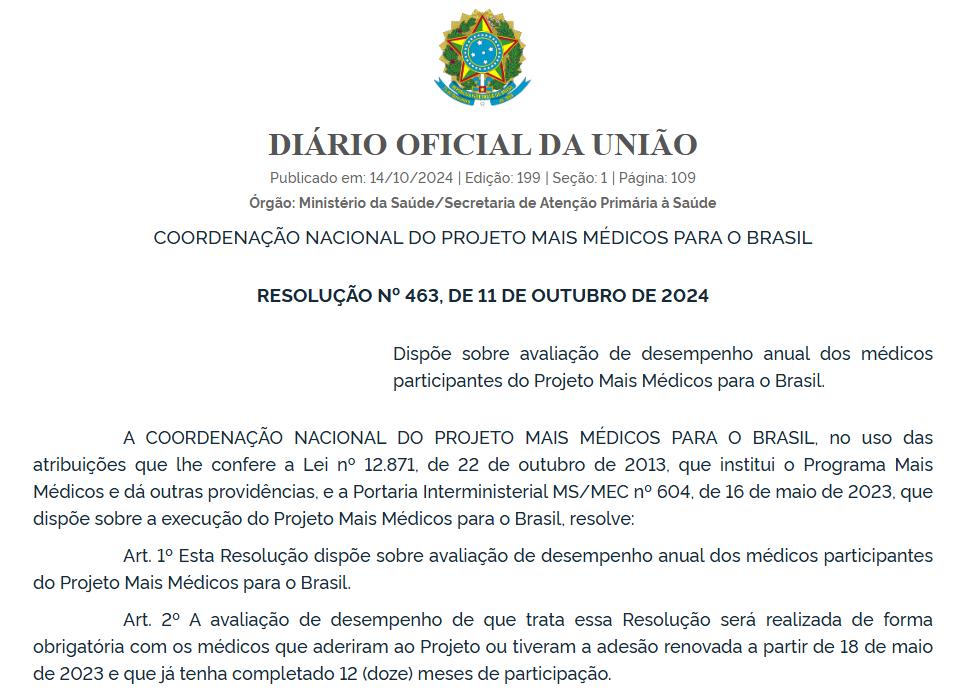 DIÁRIO OFICIAL DA UNIÃO
Publicado em: 14/10/2024 | Edição: 199 | Seção: 1 | Página: 109
Órgão: Ministério da Saúde/Secretaria de Atenção Primária à Saúde
COORDENAÇÃO NACIONAL DO PROJETO MAIS MÉDICOS PARA O BRASIL
RESOLUÇÃO Nº 463, DE 11 DE OUTUBRO DE 2024
Dispõe sobre avaliação de desempenho anual dos médicos
participantes do Projeto Mais Médicos para o Brasil.
A COORDENAÇÃO NACIONAL DO PROJETO MAIS MÉDICOS PARA O BRASIL, no uso das
atribuições que lhe confere a Lei nº 12.871, de 22 de outubro de 2013, que institui o Programa Mais
Médicos e dá outras providências, e a Portaria Interministerial MS/MEC nº 604, de 16 de maio de 2023, que
dispõe sobre a execução do Projeto Mais Médicos para o Brasil, resolve:
Art. 1º Esta Resolução dispõe sobre avaliação de desempenho anual dos médicos participantes
do Projeto Mais Médicos para o Brasil.
Art. 2º A avaliação de desempenho de que trata essa Resolução será realizada de forma
obrigatória com os médicos que aderiram ao Projeto ou tiveram a adesão renovada a partir de 18 de maio
de 2023 e que já tenha completado 12 (doze) meses de participação.